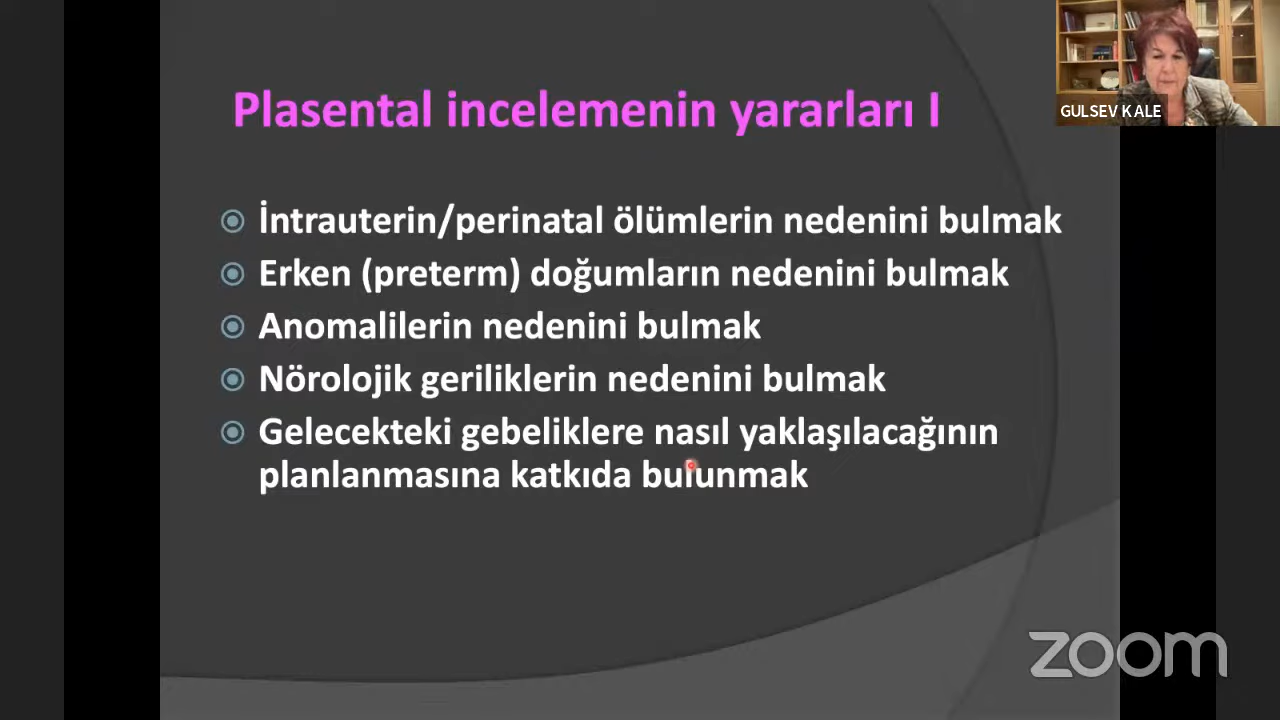 Plasental incelemenin yararları I
GULSEV KALE
İntrauterin/perinatal ölümlerin nedenini bulmak
Erken (preterm) doğumların nedenini bulmak
Anomalilerin nedenini bulmak
Nörolojik geriliklerin nedenini bulmak
Gelecekteki gebeliklere nasıl yaklaşılacağının
planlanmasına katkıda bulunmak
zoom